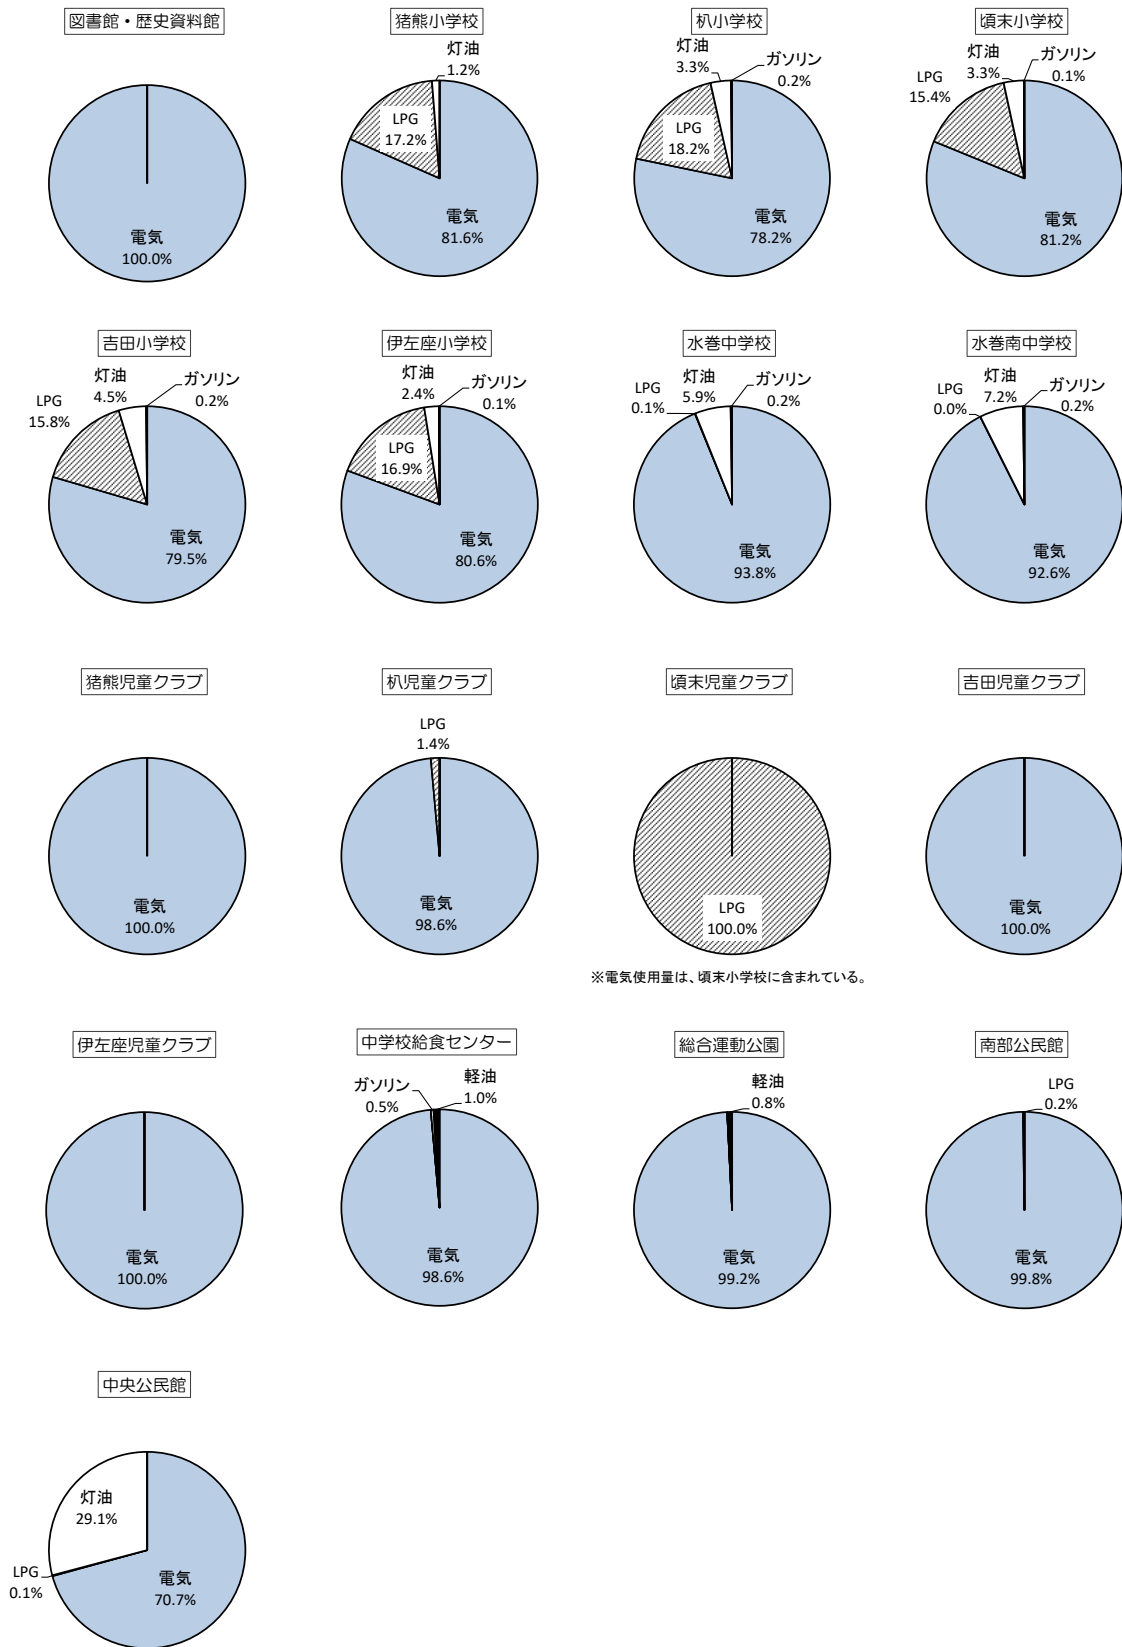 図書館・歴史資料館
電気
100.0%
猪熊小学校
灯油
1.2%
LPG
17.2%
電気
81.6%
杁小学校
灯油
3.3%
ガソリン
0.2%
LPG
18.2%
電気
78.2%
頃末小学校
灯油
3.3%
ガソリン
0.1%
LPG
15.4%
電気
81.2%
吉田小学校
灯油
4.5%
ガソリン
0.2%
LPG
15.8%
電気
79.5%
伊左座小学校
灯油
2.4%
ガソリン
0.1%
LPG
16.9%
電気
80.6%
水巻中学校
LPG
0.1%
灯油
5.9%
ガソリン
0.2%
電気
93.8%
水巻南中学校
LPG
0.0%
灯油
7.2%
ガソリン
0.2%
電気
92.6%
猪熊児童クラブ
電気
100.0%
杁児童クラブ
LPG
1.4%
電気
98.6%
頃末児童クラブ
LPG
100.0%
※電気使用量は、頃末小学校に含まれている。
吉田児童クラブ
電気
100.0%
伊左座児童クラブ
電気
100.0%
中学校給食センター
ガソリン
0.5%
軽油
1.0%
電気
98.6%
総合運動公園
軽油
0.8%
電気
99.2%
南部公民館
LPG
0.2%
電気
99.8%
中央公民館
灯油
29.1%
LPG
0.1%
電気
70.7%